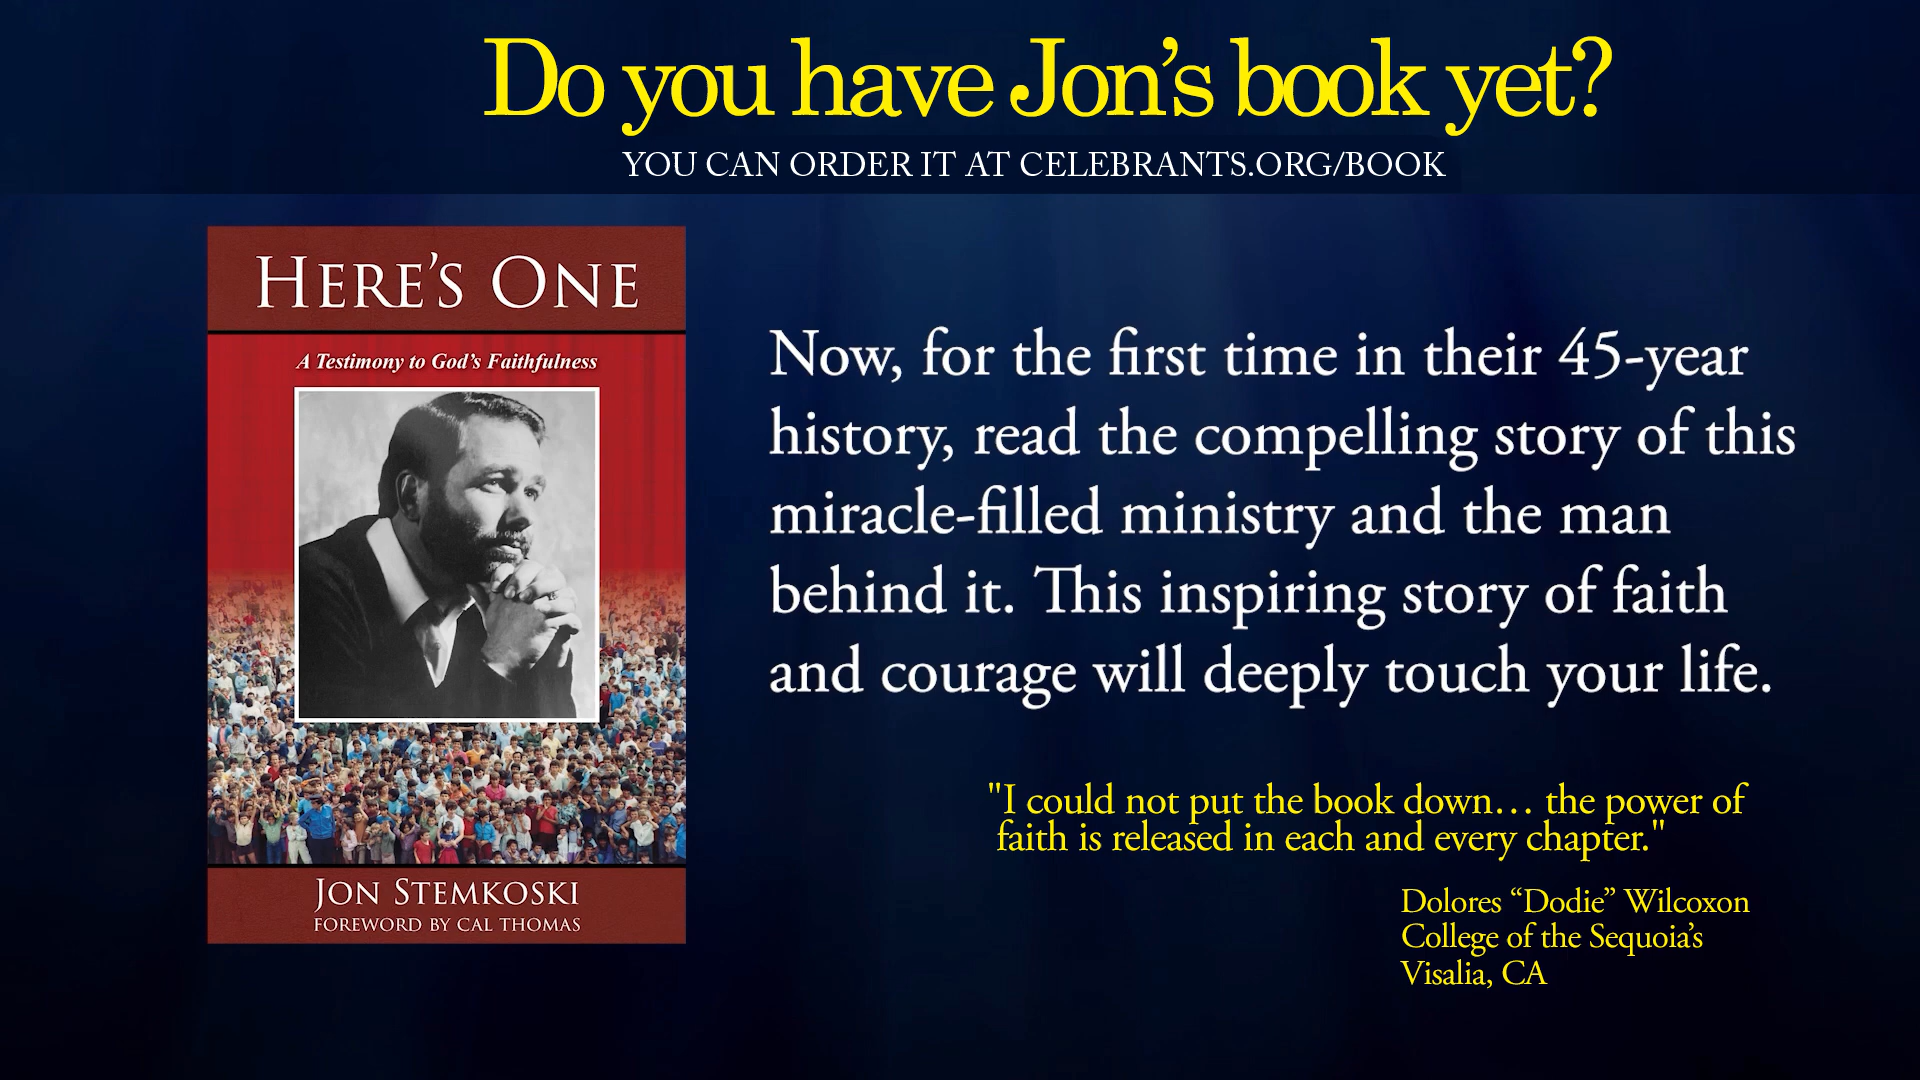 Do you have Jon’s book yet?
YOU CAN ORDER IT AT CELEBRANTS.ORG/BOOK
HERE’S ONE
A Testimony to God’s Faithfulness
JON STEMKOSKI
FOREWORD BY CAL THOMAS
Now, for the first time in their 45-year
history, read the compelling story of this
miracle-filled ministry and the man
behind it. This inspiring story of faith
and courage will deeply touch your life.
"I could not put the book down… the power of
faith is released in each and every chapter."
Dolores “Dodie” Wilcoxon
College of the Sequoia’s
Visalia, CA